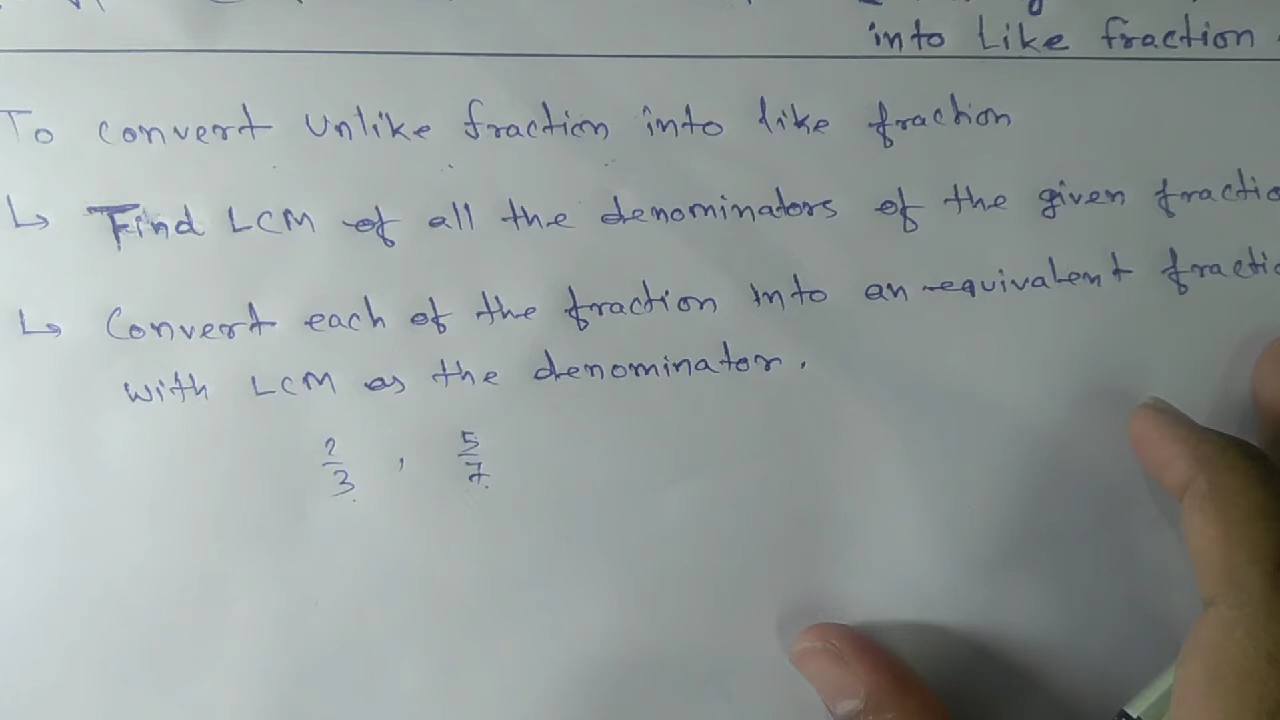 into Like fraction
To convert Unlike fraction into like fraction
↳ Find LCM of all the denominators of the given fractio
↳ Convert each of the fraction into an equivalent fractio
with LCM as the denominator.
2/3 , 5/7